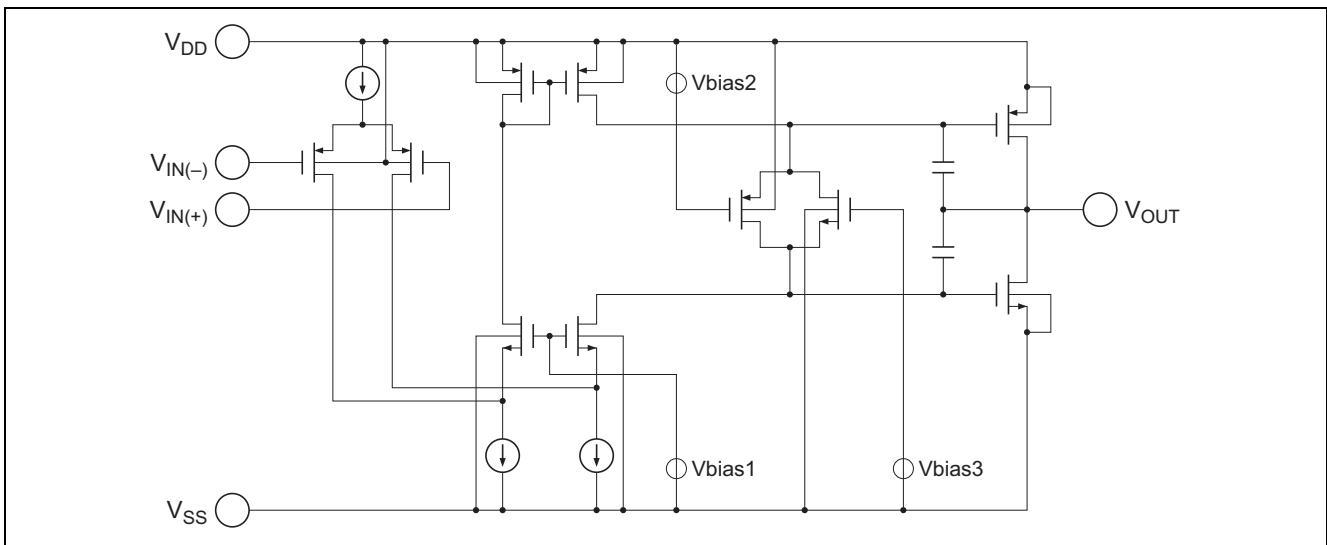 VDD
Vbias2
VIN(–)
VIN(+)
VOUT
Vbias1
Vbias3
VSS